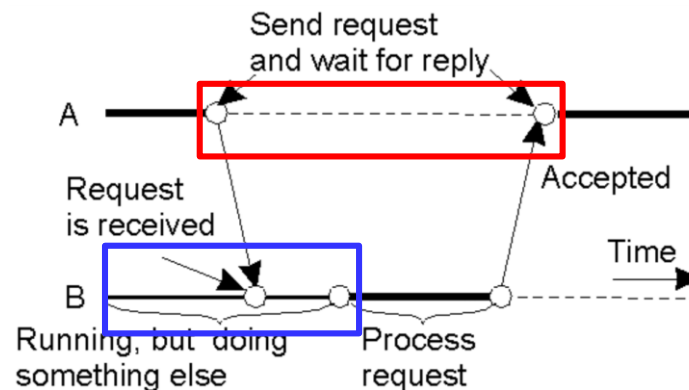 Send request
and wait for reply
A
Accepted
Request
is received
Time
B
Running, but doing
something else
Process
request